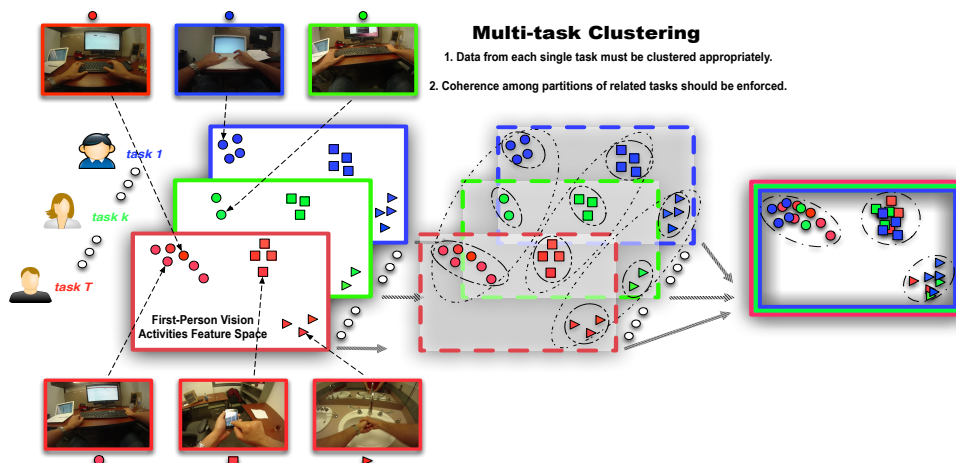 Multi-task Clustering
1. Data from each single task must be clustered appropriately.
2. Coherence among partitions of related tasks should be enforced.
task 1
task k
task T
First-Person Vision
Activities Feature Space